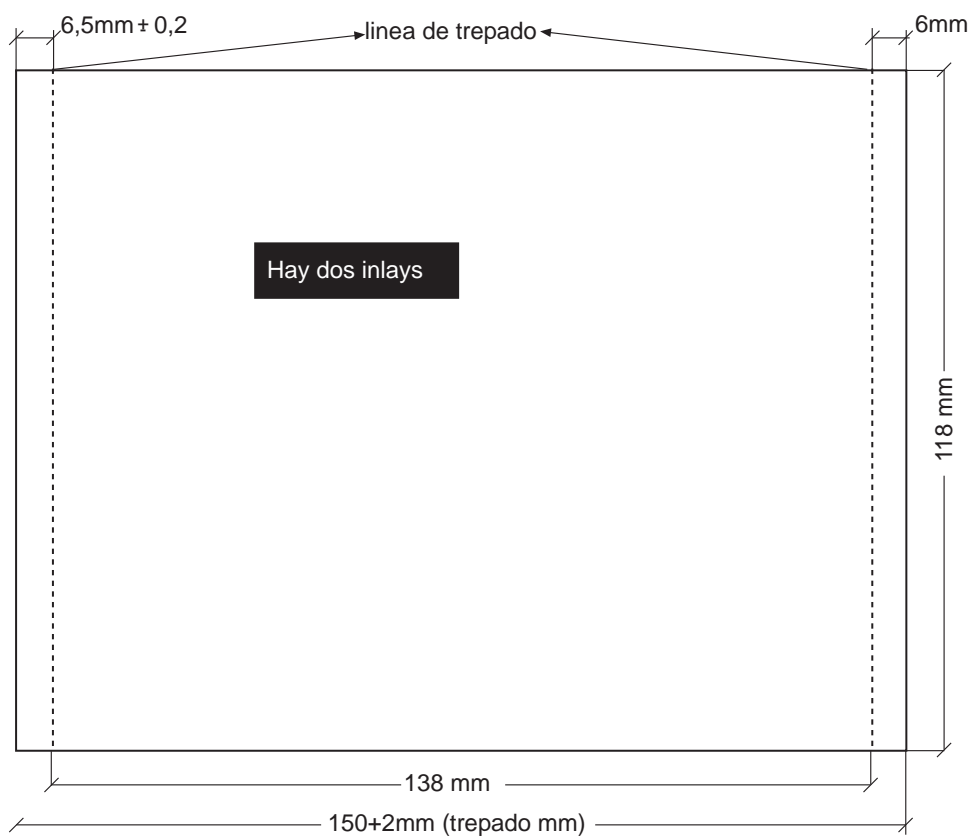 6,5mm ± 0,2
linea de trepado
6mm
Hay dos inlays
118 mm
138 mm
150+2mm (trepado mm)